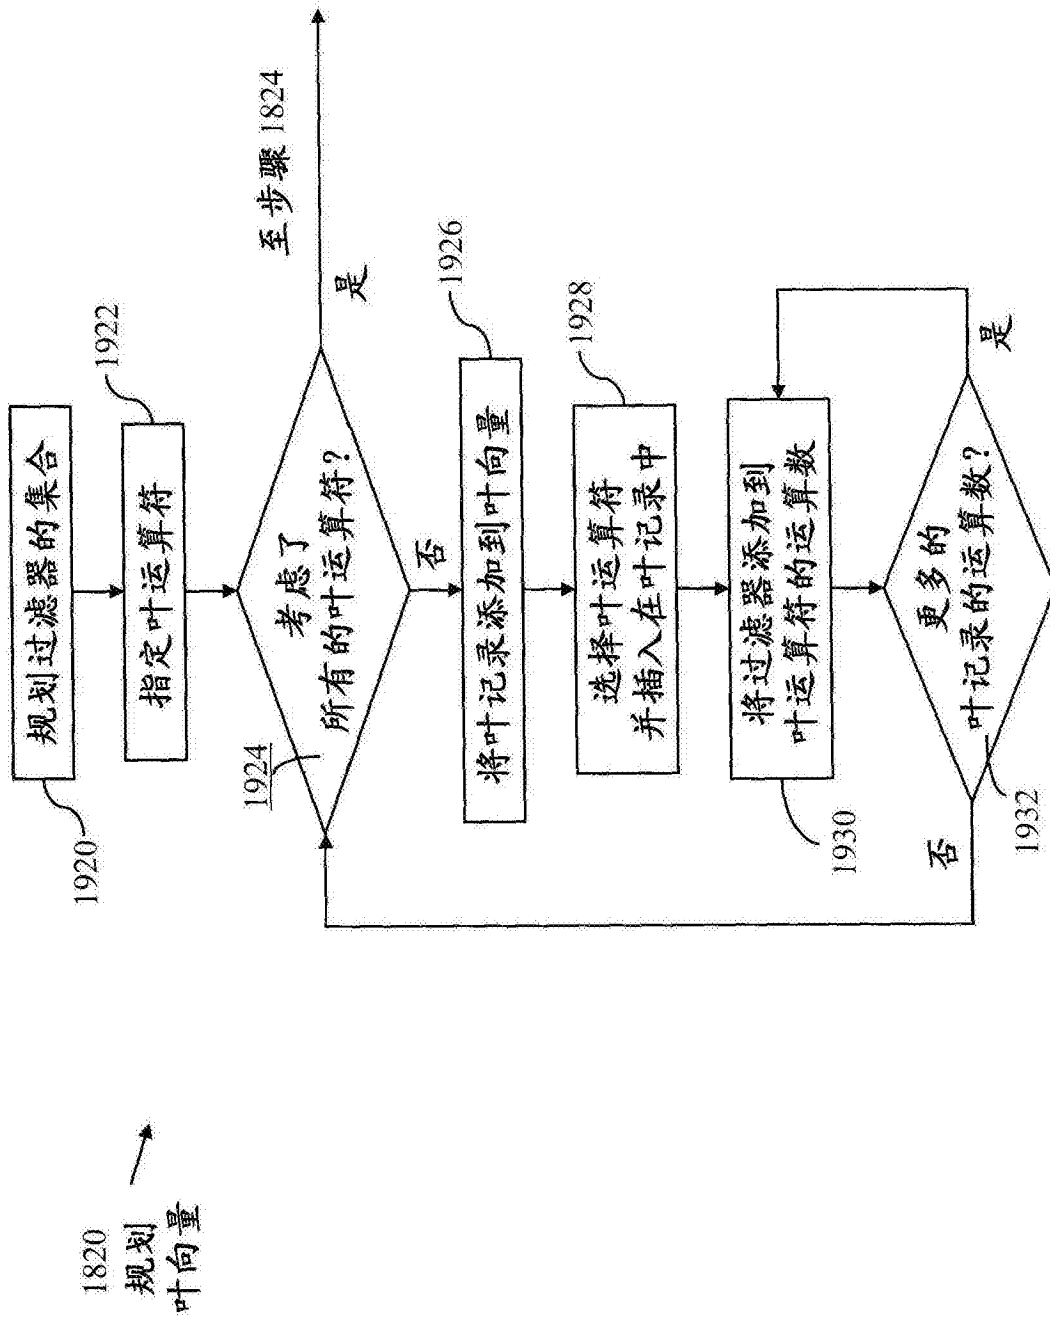 1820
规划
叶向量
1920
规划过滤器的集合
1922
指定叶运算符
1924
考虑了
所有的叶运算符？
是
至步骤 1824
否
1926
将叶记录添加到叶向量
1928
选择叶运算符
并插入在叶记录中
1930
将过滤器添加到
叶运算符的运算数
1932
更多的
叶记录的运算数？
是
否